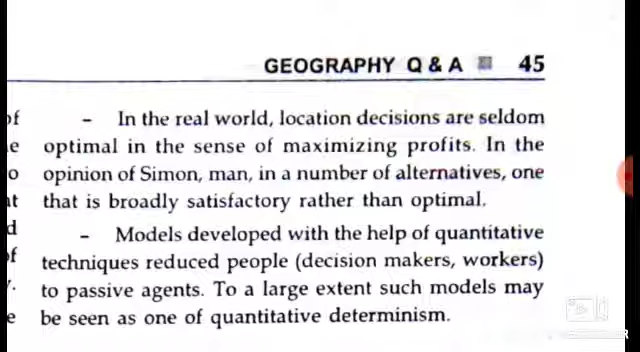 GEOGRAPHY Q & A 45
of – In the real world, location decisions are seldom
e optimal in the sense of maximizing profits. In the
o opinion of Simon, man, in a number of alternatives, one
at that is broadly satisfactory rather than optimal.
d – Models developed with the help of quantitative
of techniques reduced people (decision makers, workers)
y. to passive agents. To a large extent such models may
e be seen as one of quantitative determinism.